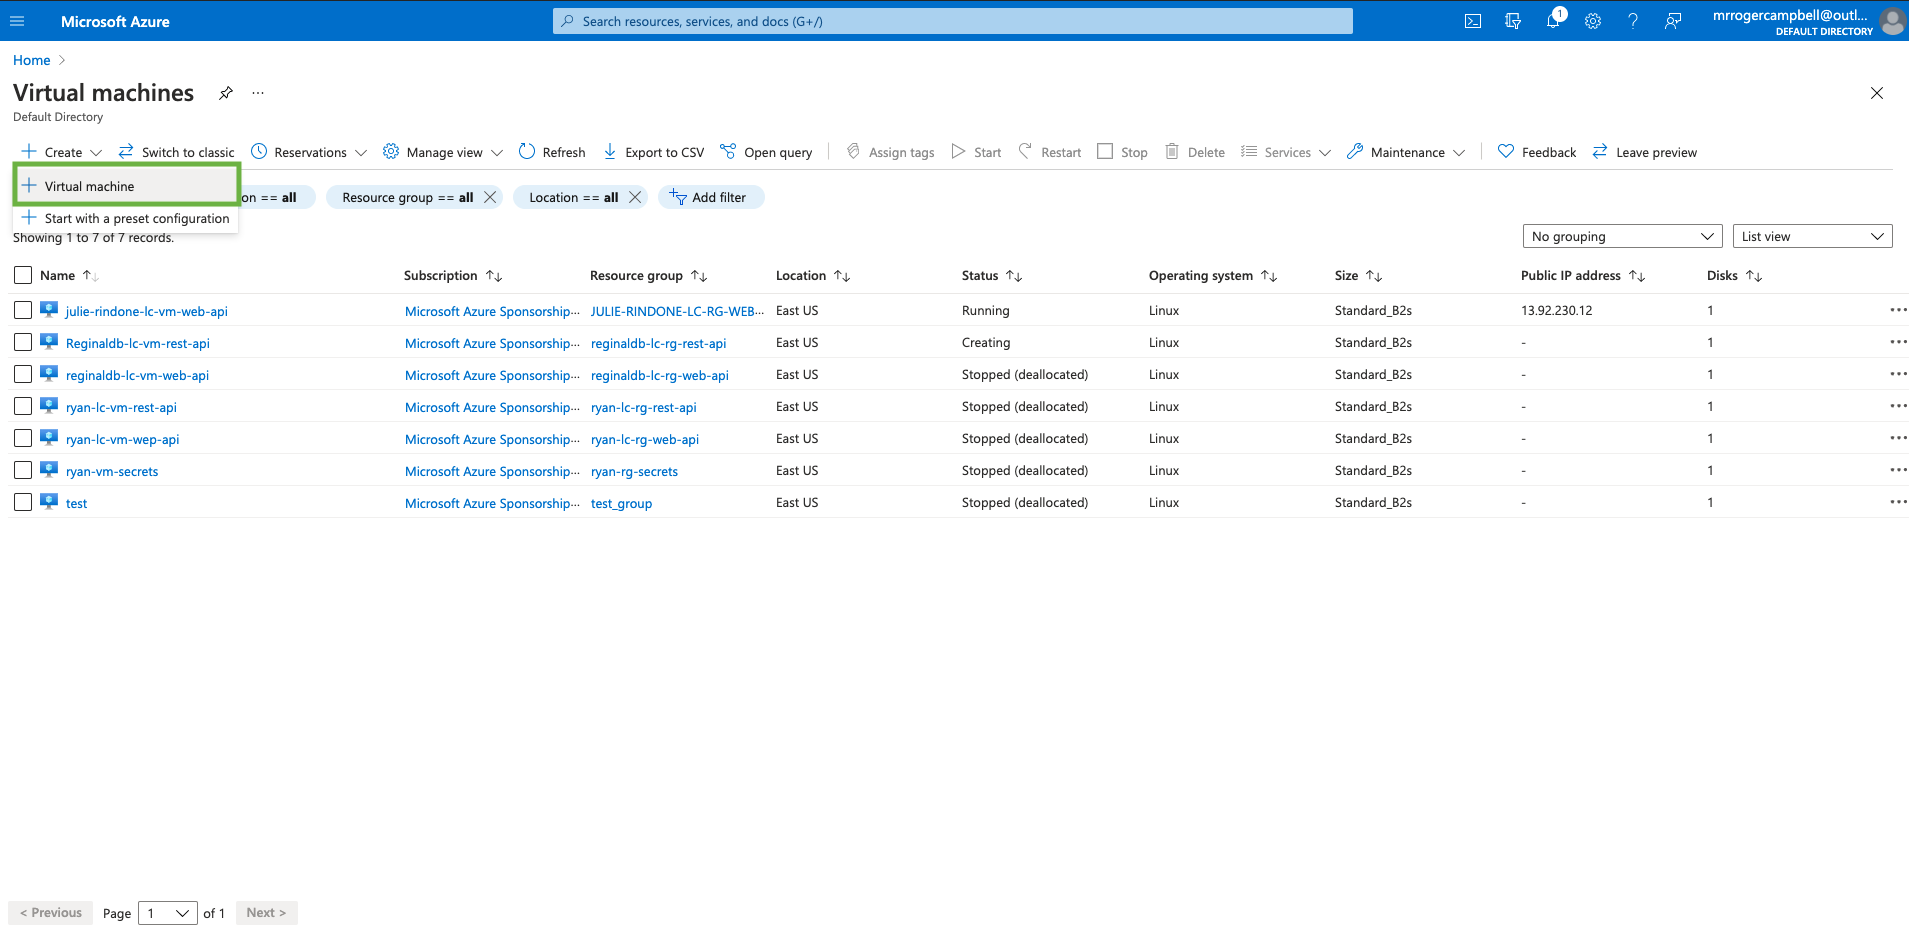 Microsoft Azure
Search resources, services, and docs (G+/)
1
mrrogercampbell@outl...
DEFAULT DIRECTORY
Home
Virtual machines
Default Directory
Create
Switch to classic
Reservations
Manage view
Refresh
Export to CSV
Open query
Assign tags
Start
Restart
Stop
Delete
Services
Maintenance
Feedback
Leave preview
Virtual machine
Start with a preset configuration
on == all
Resource group == all
Location == all
Add filter
Showing 1 to 7 of 7 records.
No grouping
List view
Name Subscription Resource group Location Status Operating system Size Public IP address Disks
julie-rindone-lc-vm-web-api Microsoft Azure Sponsorship... JULIE-RINDONE-LC-RG-WEB... East US Running Linux Standard_B2s 13.92.230.12 1
Reginaldb-lc-vm-rest-api Microsoft Azure Sponsorship... reginaldb-lc-rg-rest-api East US Creating Linux Standard_B2s - 1
reginaldb-lc-vm-web-api Microsoft Azure Sponsorship... reginaldb-lc-rg-web-api East US Stopped (deallocated) Linux Standard_B2s - 1
ryan-lc-vm-rest-api Microsoft Azure Sponsorship... ryan-lc-rg-rest-api East US Stopped (deallocated) Linux Standard_B2s - 1
ryan-lc-vm-wep-api Microsoft Azure Sponsorship... ryan-lc-rg-web-api East US Stopped (deallocated) Linux Standard_B2s - 1
ryan-vm-secrets Microsoft Azure Sponsorship... ryan-rg-secrets East US Stopped (deallocated) Linux Standard_B2s - 1
test Microsoft Azure Sponsorship... test_group East US Stopped (deallocated) Linux Standard_B2s - 1
< Previous Page 1 of 1 Next >